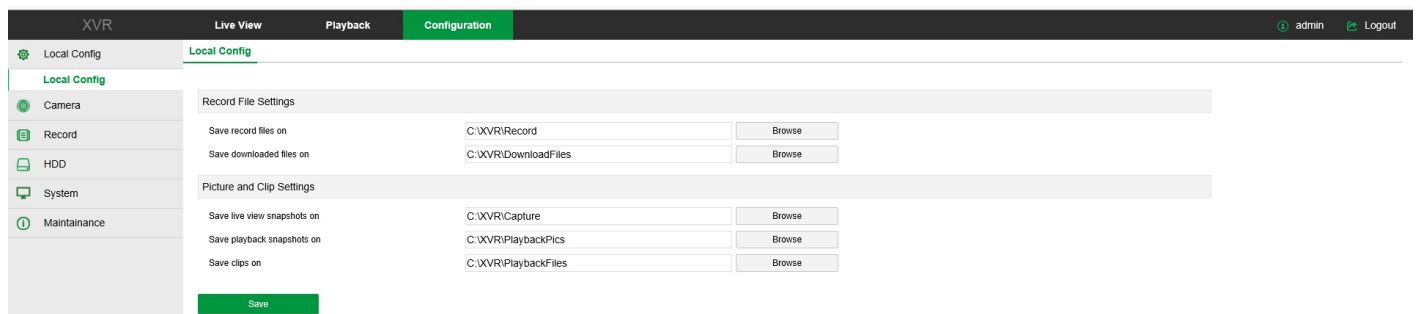 XVR Live View Playback Configuration admin Logout
Local Config Local Config
Local Config
Camera
Record File Settings
Record
Save record files on C:\XVR\Record Browse
Save downloaded files on C:\XVR\DownloadFiles Browse
HDD
System
Picture and Clip Settings
Maintainance
Save live view snapshots on C:\XVR\Capture Browse
Save playback snapshots on C:\XVR\PlaybackPics Browse
Save clips on C:\XVR\PlaybackFiles Browse
Save